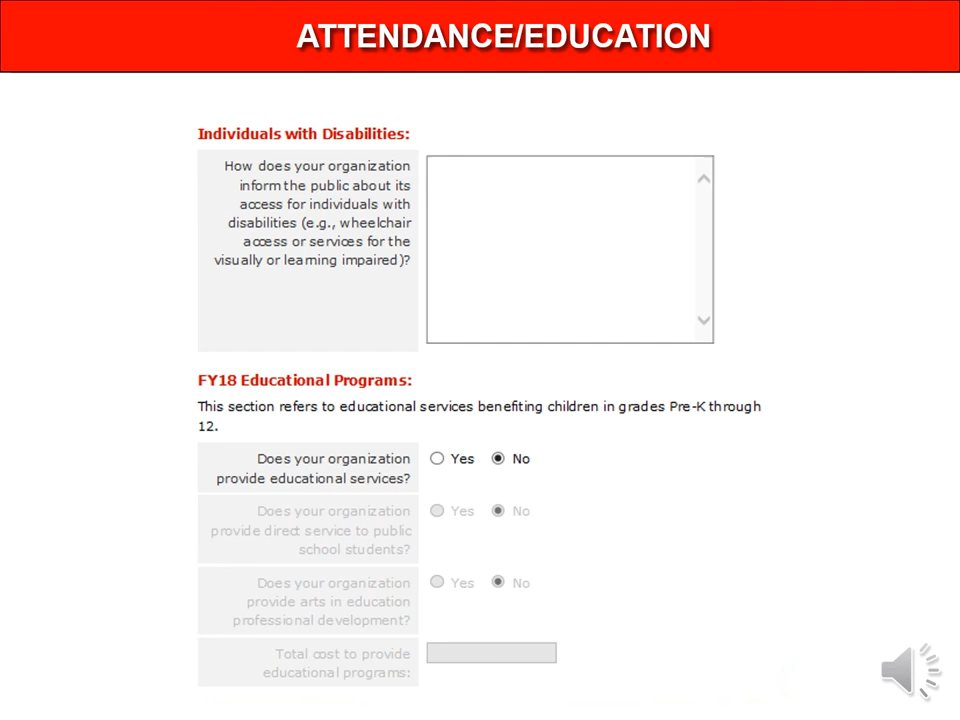 ATTENDANCE/EDUCATION
Individuals with Disabilities:
How does your organization
inform the public about its
access for individuals with
disabilities (e.g., wheelchair
access or services for the
visually or learning impaired)?
FY18 Educational Programs:
This section refers to educational services benefiting children in grades Pre-K through
12.
Does your organization
provide educational services?
Yes No
Does your organization
provide direct service to public
school students?
Yes No
Does your organization
provide arts in education
professional development?
Yes No
Total cost to provide
educational programs: